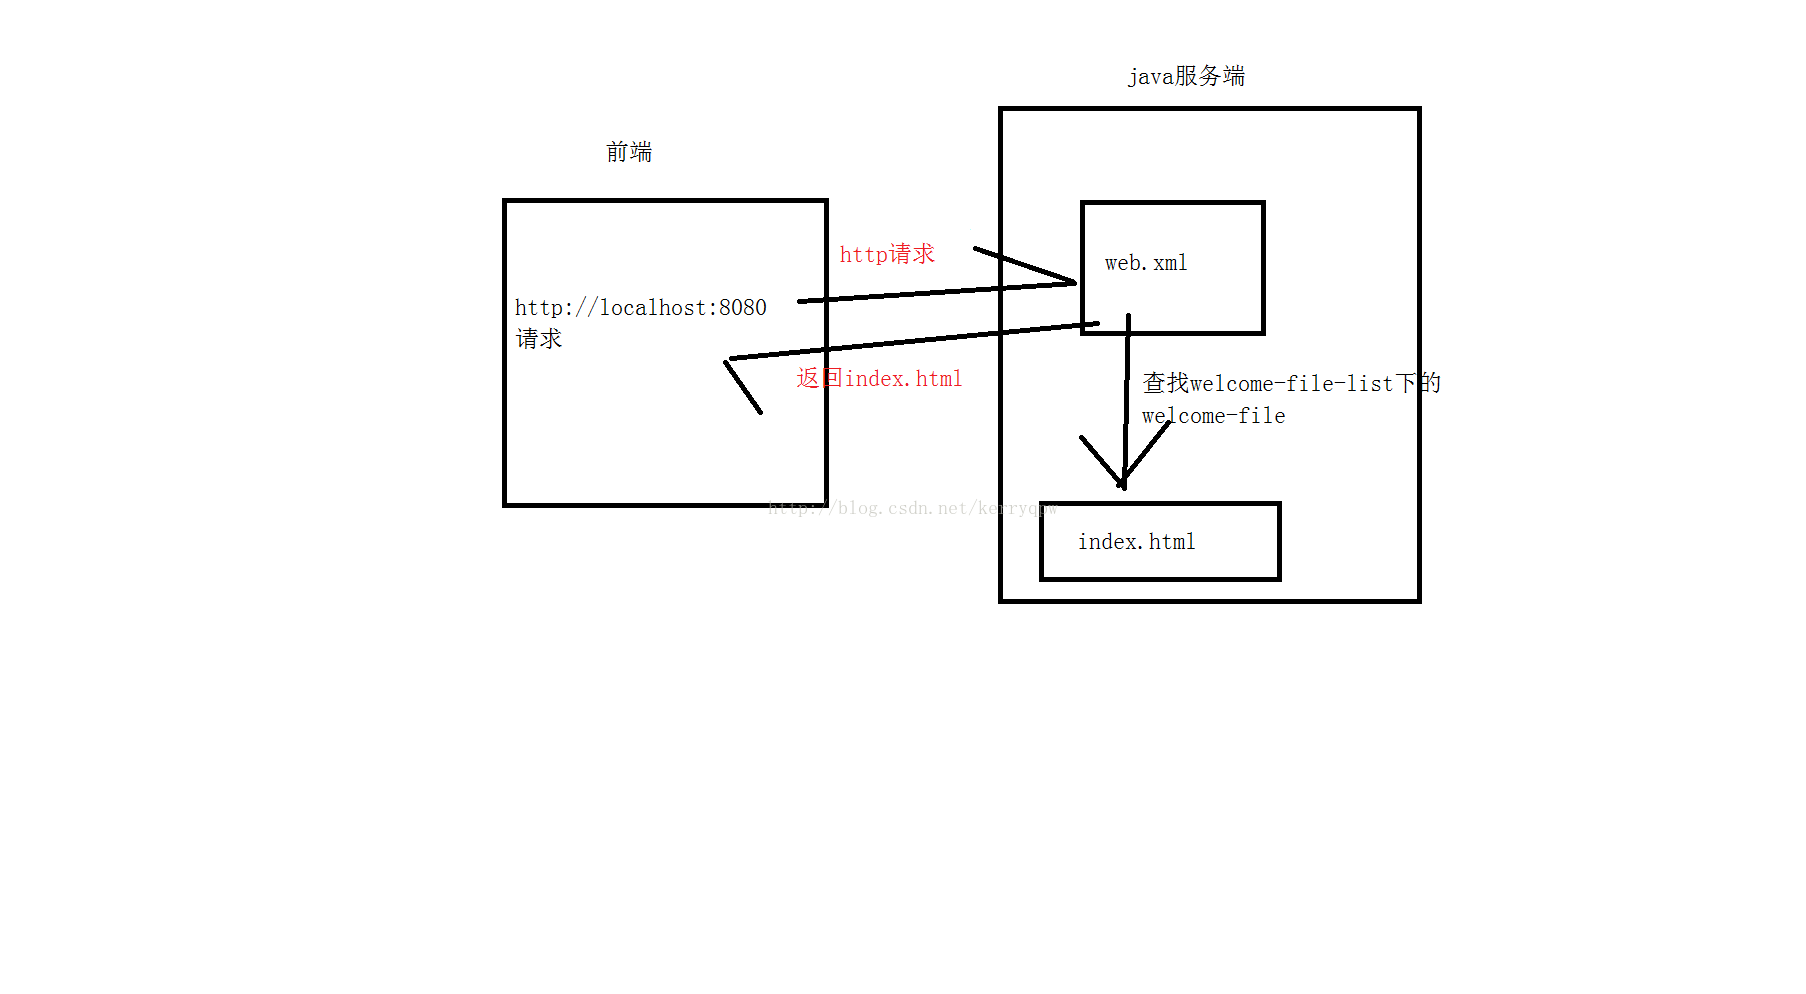 java服务端
前端
http请求
web.xml
http://localhost:8080
请求
返回index.html
查找welcome-file-list下的
welcome-file
http://blog.csdn.net/kerryqpw
index.html